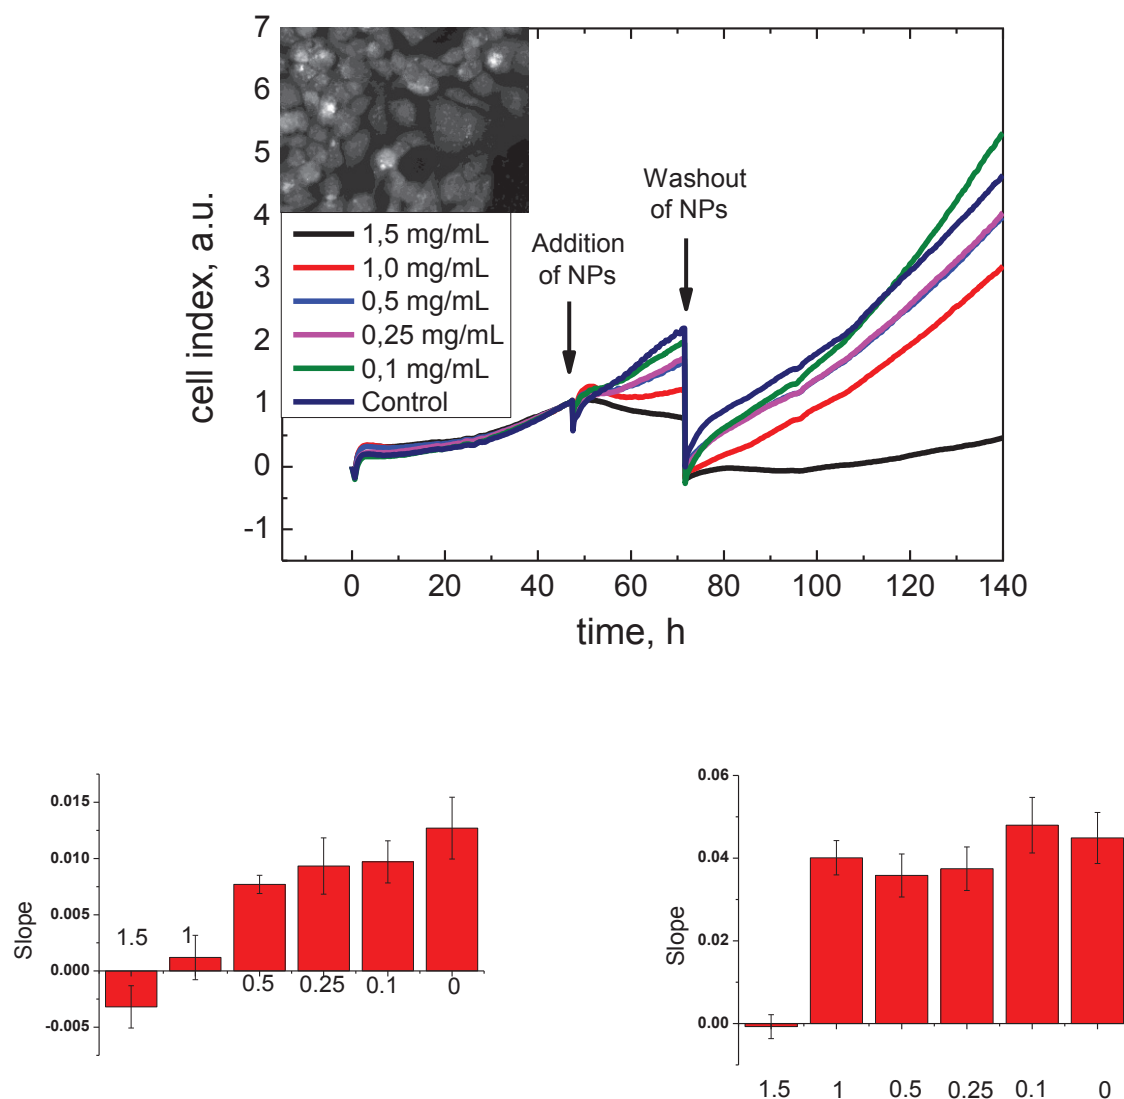 7
6
5
4
3
2
1
0
-1
cell index, a.u.
1,5 mg/mL
1,0 mg/mL
0,5 mg/mL
0,25 mg/mL
0,1 mg/mL
Control
Addition
of NPs
Washout
of NPs
0 20 40 60 80 100 120 140
time, h
0.015
0.010
0.005
0.000
-0.005
Slope
1.5 1 0.5 0.25 0.1 0
0.06
0.04
0.02
0.00
Slope
1.5 1 0.5 0.25 0.1 0